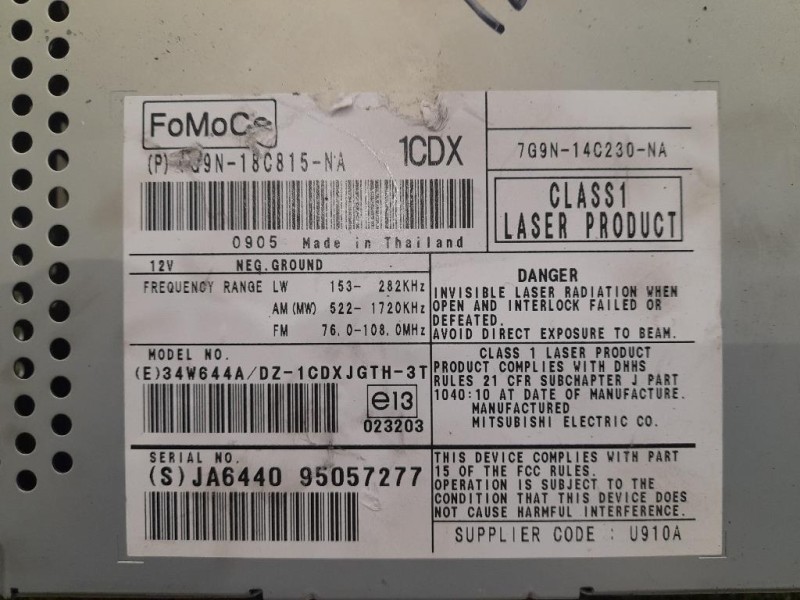 FoMoCo
1CDX
(P) 7G9N-18C815-NA
0905 Made in Thailand
7G9N-14C230-NA
CLASS1
LASER PRODUCT
12V NEG.GROUND
FREQUENCY RANGE LW 153- 282KHz
AM(MW) 522- 1720KHz
FM 76.0-108.0MHz
DANGER
INVISIBLE LASER RADIATION WHEN
OPEN AND INTERLOCK FAILED OR
DEFEATED.
AVOID DIRECT EXPOSURE TO BEAM.
MODEL NO.
(E)34W644A/DZ-1CDXJGTH-3T
e13
023203
CLASS 1 LASER PRODUCT
PRODUCT COMPLIES WITH DHHS
RULES 21 CFR SUBCHAPTER J PART
1040:10 AT DATE OF MANUFACTURE.
MANUFACTURED
MITSUBISHI ELECTRIC CO.
SERIAL NO.
(S)JA6440 95057277
THIS DEVICE COMPLIES WITH PART
15 OF THE FCC RULES.
OPERATION IS SUBJECT TO THE
CONDITION THAT THIS DEVICE DOES
NOT CAUSE HARMFUL INTERFERENCE.
SUPPLIER CODE : U910A